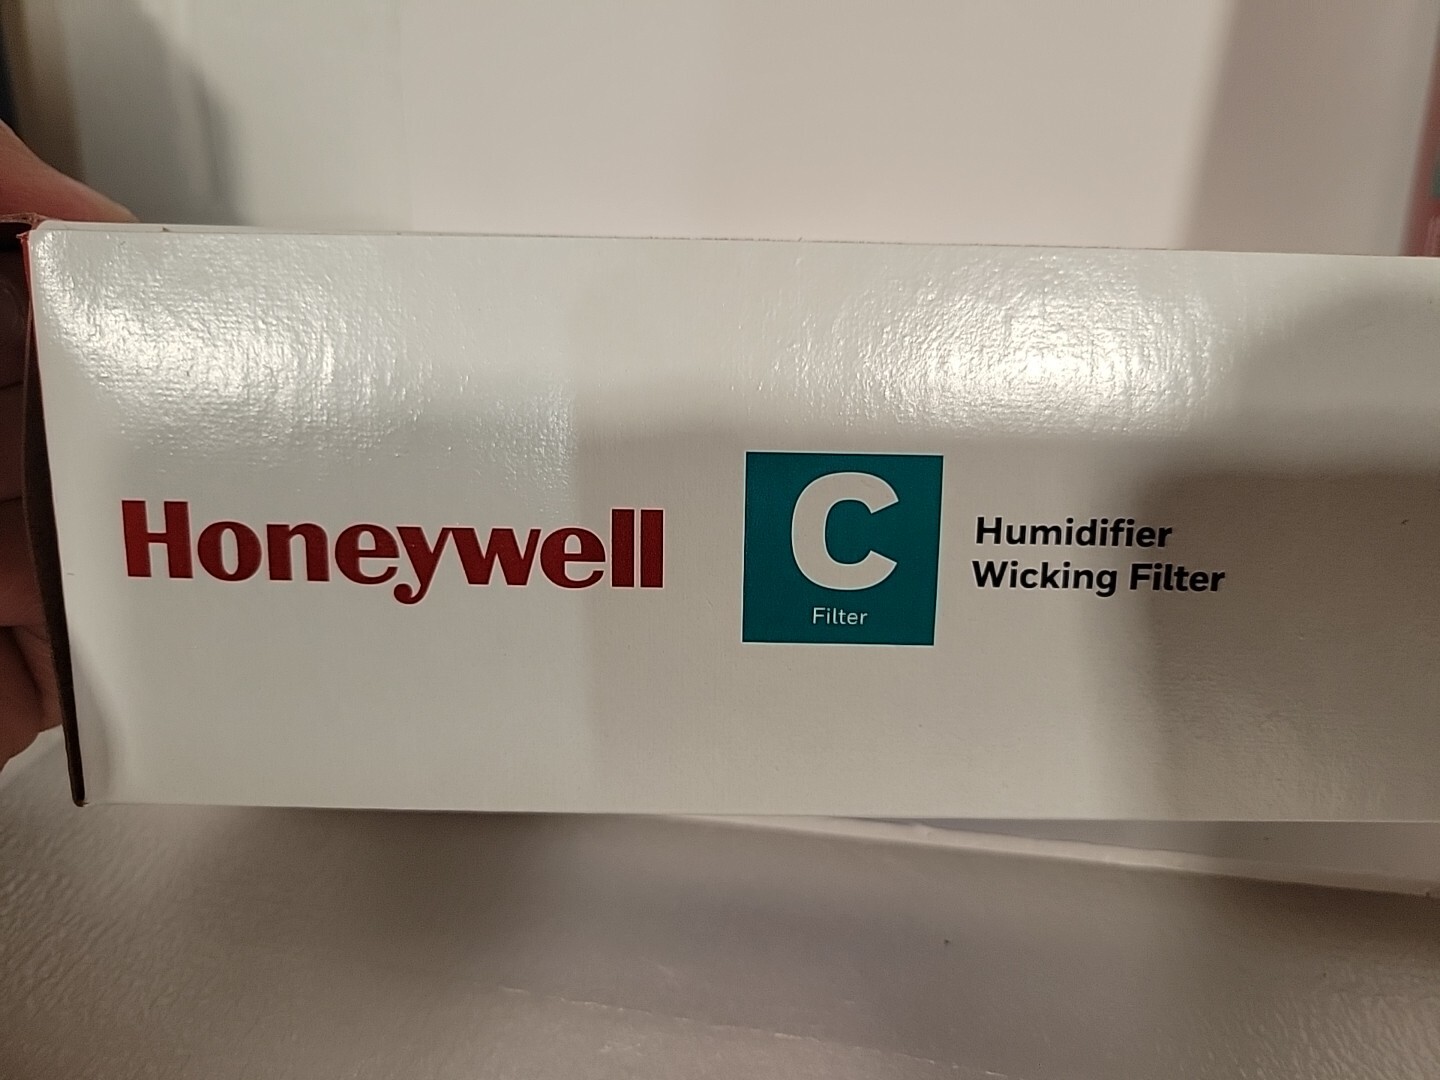 Honeywell
C
Filter
Humidifier
Wicking Filter